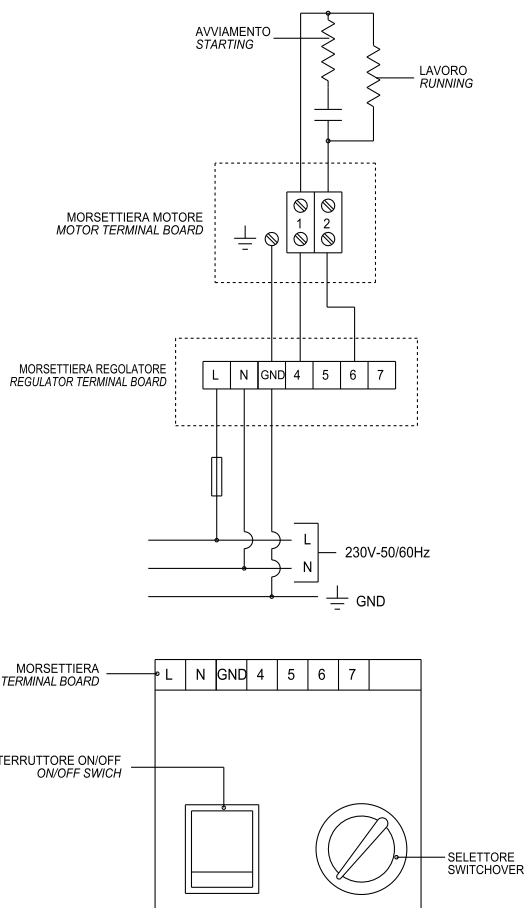 AVVIAMENTO
STARTING
LAVORO
RUNNING
MORSETTIERA MOTORE
MOTOR TERMINAL BOARD
1 2
MORSETTIERA REGOLATORE
REGULATOR TERMINAL BOARD
L N GND 4 5 6 7
L
N
230V-50/60Hz
GND
MORSETTIERA
TERMINAL BOARD
L N GND 4 5 6 7
TERRUTTORE ON/OFF
ON/OFF SWICH
SELETTORE
SWITCHOVER